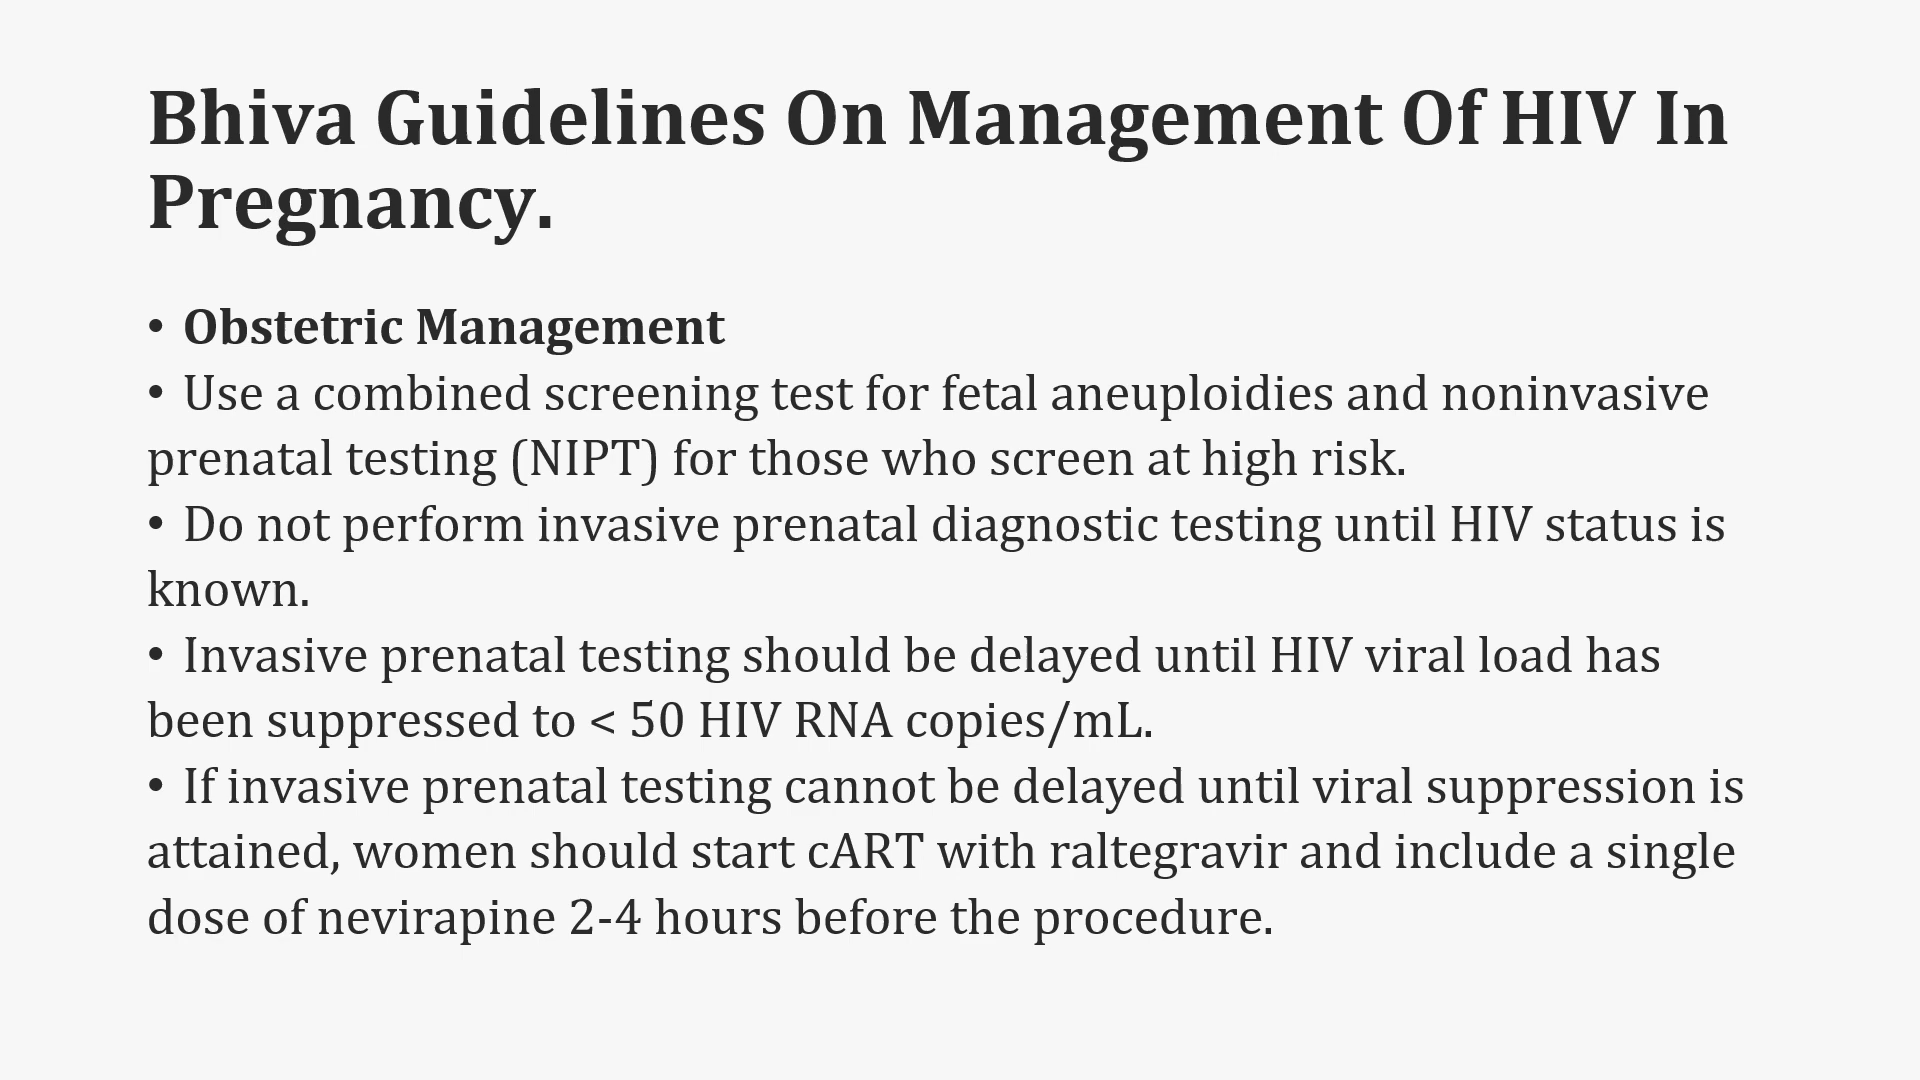 Bhiva Guidelines On Management Of HIV In
Pregnancy.
• Obstetric Management
• Use a combined screening test for fetal aneuploidies and noninvasive
prenatal testing (NIPT) for those who screen at high risk.
• Do not perform invasive prenatal diagnostic testing until HIV status is
known.
• Invasive prenatal testing should be delayed until HIV viral load has
been suppressed to < 50 HIV RNA copies/mL.
• If invasive prenatal testing cannot be delayed until viral suppression is
attained, women should start cART with raltegravir and include a single
dose of nevirapine 2-4 hours before the procedure.